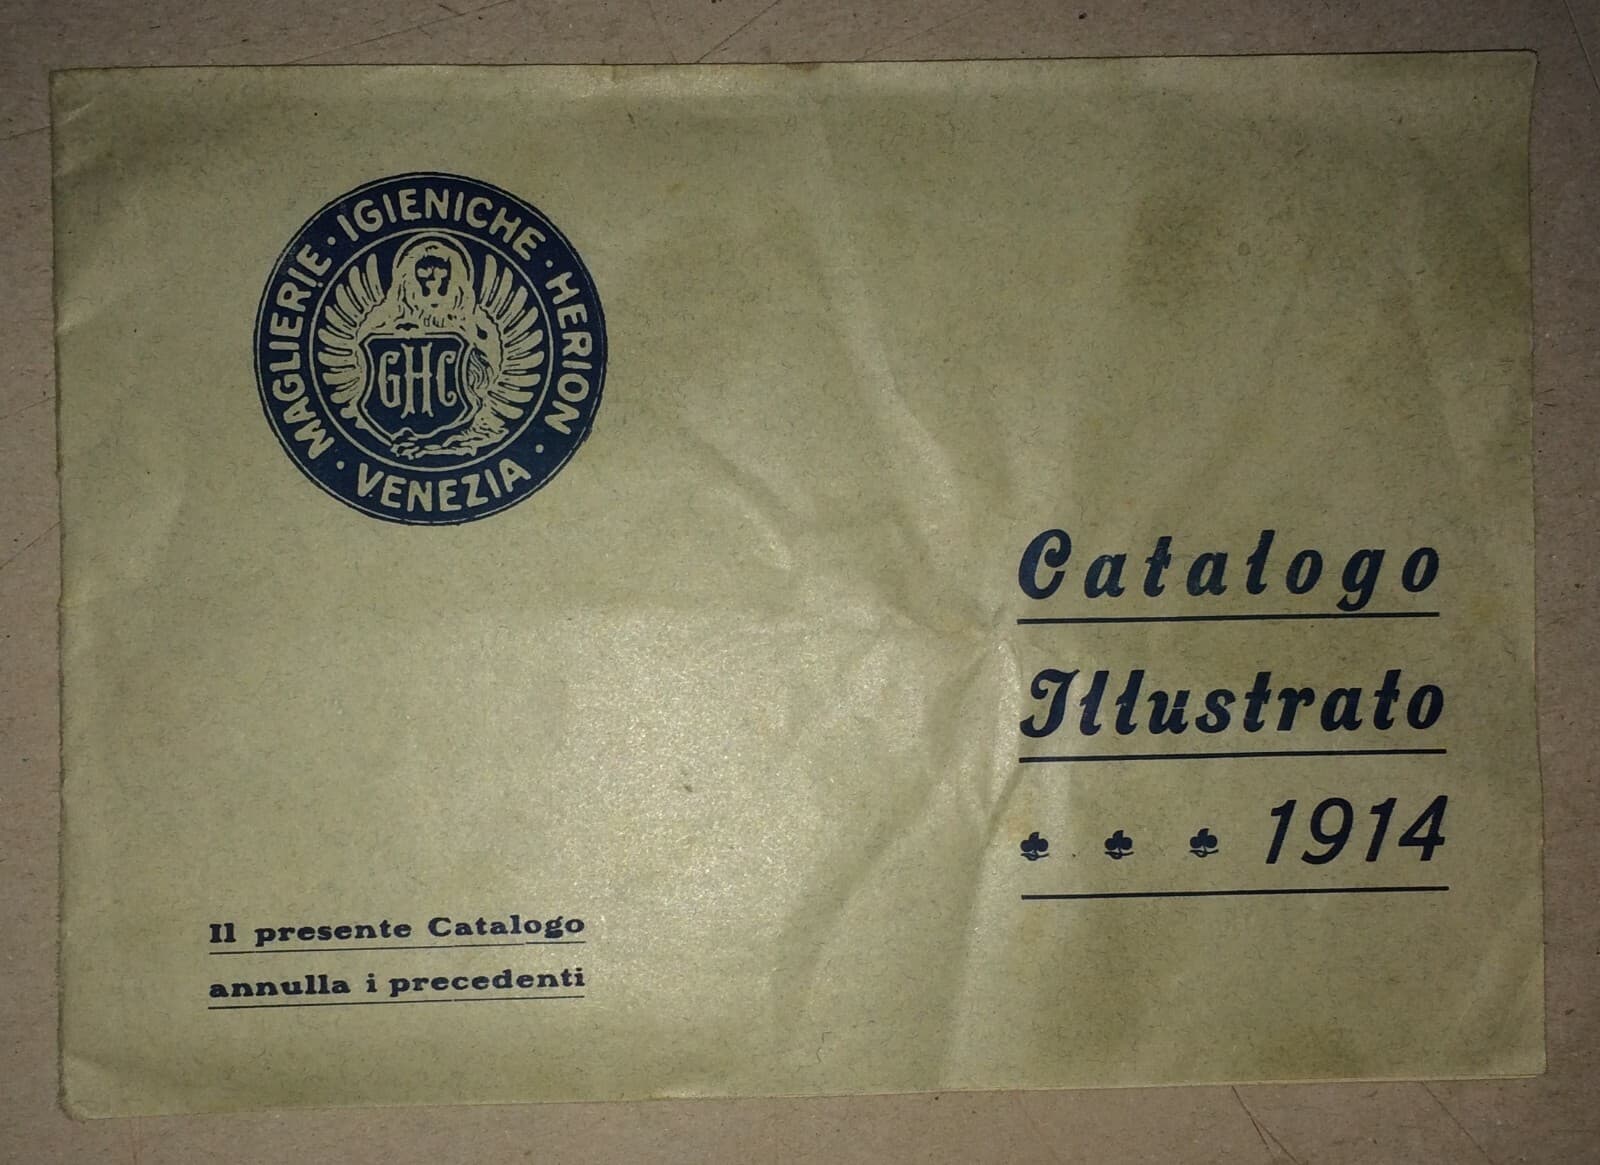 MAGLIERIE · IGIENICHE · HERION · VENEZIA ·
GHC
Catalogo
Illustrato
1914
Il presente Catalogo
annulla i precedenti